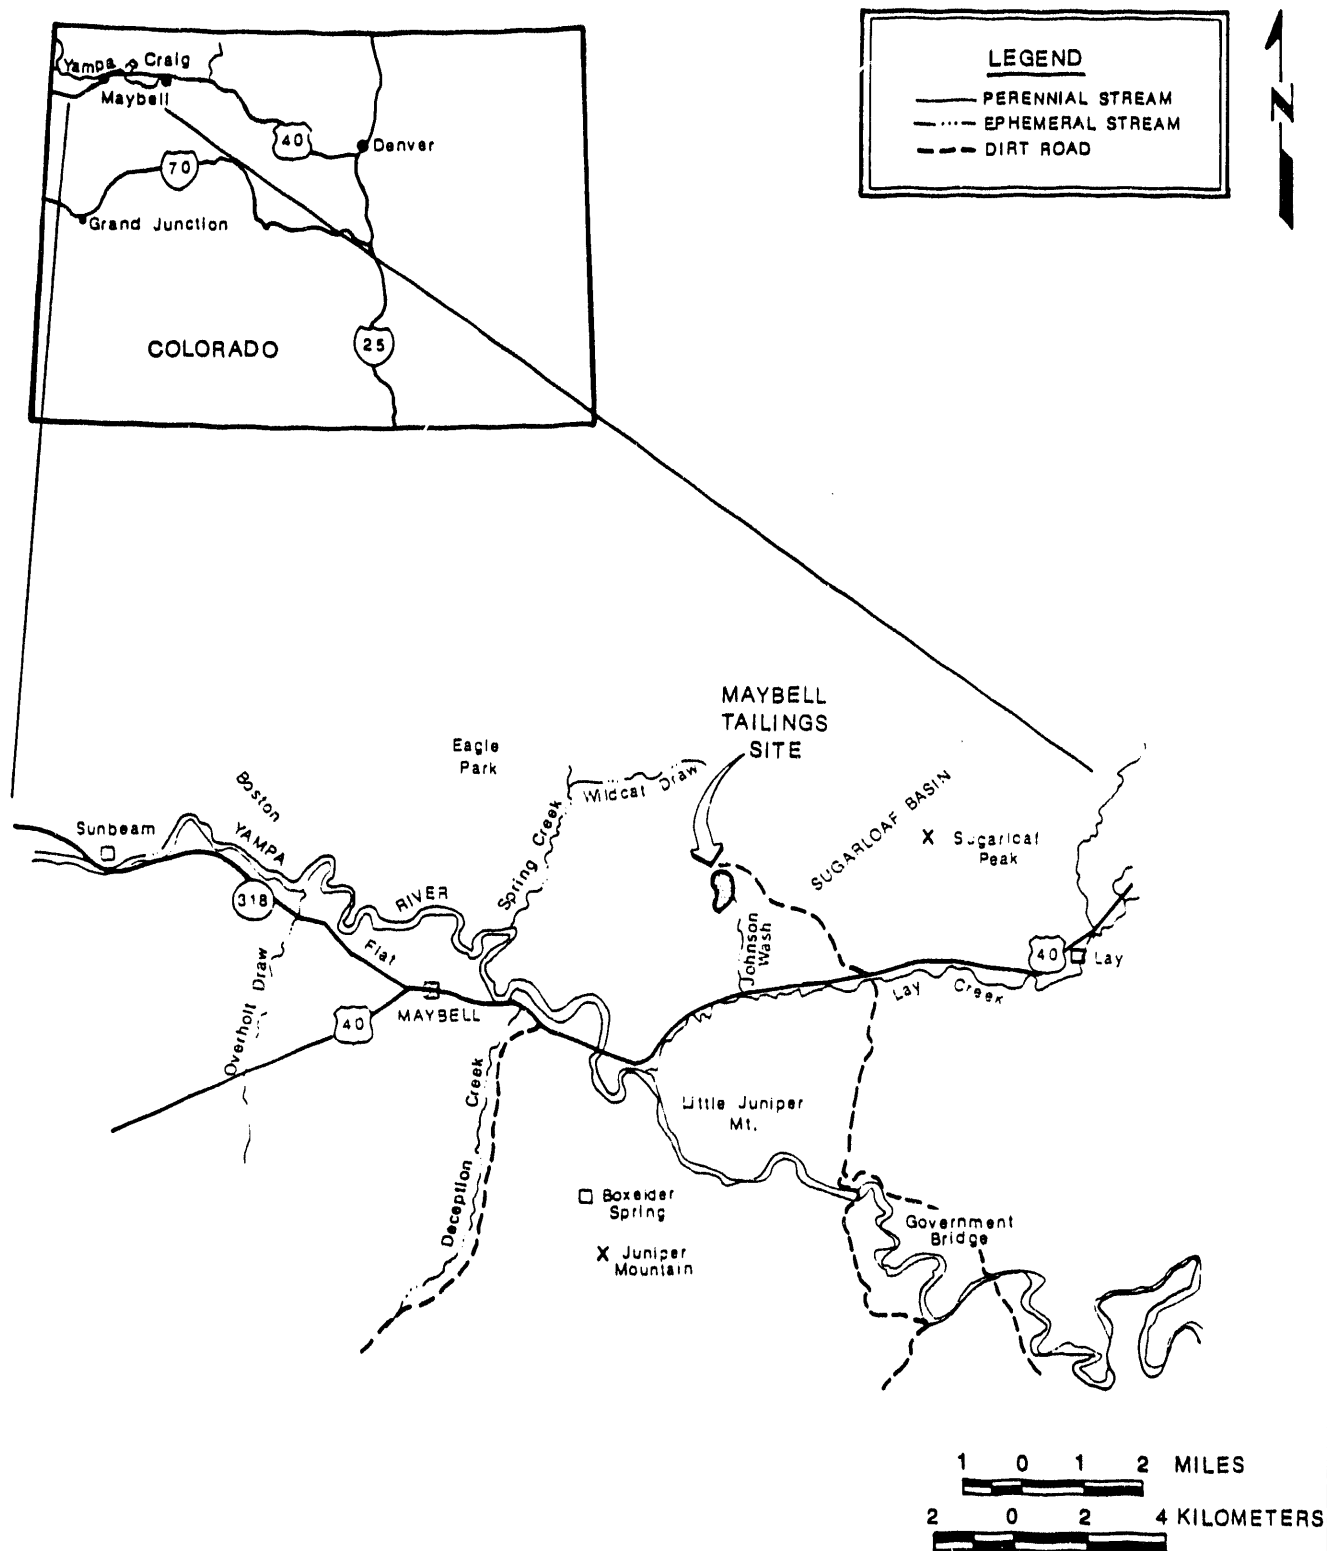 Yampa
Craig
Maybell
40
Denver
70
Grand Junction
COLORADO
25
LEGEND
PERENNIAL STREAM
EPHEMERAL STREAM
DIRT ROAD
N
MAYBELL
TAILINGS
SITE
Eagle
Park
Boston
Flat
Wildcat Draw
Spring Creek
SUGARLOAF BASIN
X Sugarloaf
Peak
Sunbeam
YAMPA
RIVER
318
Johnson
Wash
40
Lay
Lay Creek
Overholt Draw
MAYBELL
40
Deception Creek
Little Juniper
Mt.
Boxelder
Spring
X Juniper
Mountain
Government
Bridge
1 0 1 2 MILES
2 0 2 4 KILOMETERS